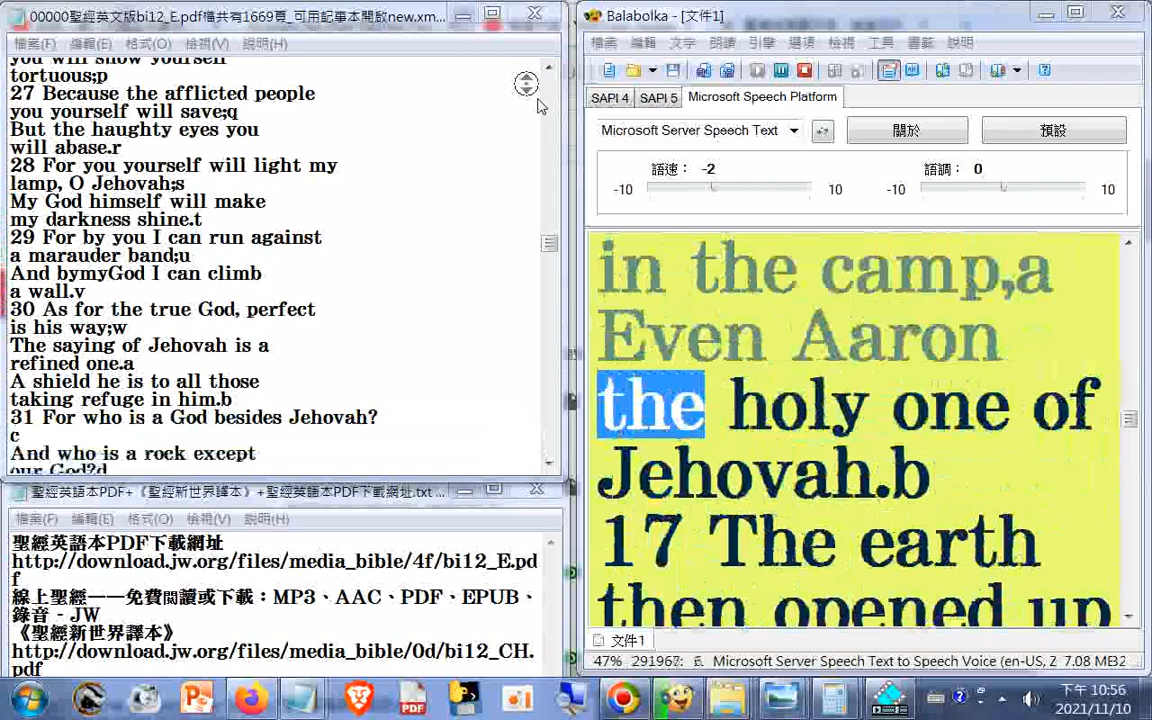 00000聖經英文版bi12_E.pdf檔共有1669頁_可用記事本開啟new.xm...
檔案(F) 編輯(E) 格式(O) 檢視(V) 說明(H)
you will show yourself
tortuous;p
27 Because the afflicted people
you yourself will save;q
But the haughty eyes you
will abase.r
28 For you yourself will light my
lamp, O Jehovah;s
My God himself will make
my darkness shine.t
29 For by you I can run against
a marauder band;u
And bymyGod I can climb
a wall.v
30 As for the true God, perfect
is his way;w
The saying of Jehovah is a
refined one.a
A shield he is to all those
taking refuge in him.b
31 For who is a God besides Jehovah?
c
And who is a rock except
our God?d
聖經英語本PDF+《聖經新世界譯本》+聖經英語本PDF下載網址.txt ...
檔案(F) 編輯(E) 格式(O) 檢視(V) 說明(H)
聖經英語本PDF下載網址
http://download.jw.org/files/media_bible/4f/bi12_E.pd
f
線上聖經——免費閱讀或下載：MP3、AAC、PDF、EPUB、
錄音 - JW
《聖經新世界譯本》
http://download.jw.org/files/media_bible/0d/bi12_CH.
pdf
Balabolka - [文件1]
檔案 編輯 文字 朗讀 引擎 選項 檢視 工具 書籤 說明
SAPI 4 SAPI 5 Microsoft Speech Platform
Microsoft Server Speech Text 關於 預設
語速： -2 語調： 0
-10 10 -10 10
in the camp,a
Even Aaron
the holy one of
Jehovah.b
17 The earth
then opened up
文件1
47% 291967: Microsoft Server Speech Text to Speech Voice (en-US, Z 7.08 MB2
PDF
下午 10:56
2021/11/10